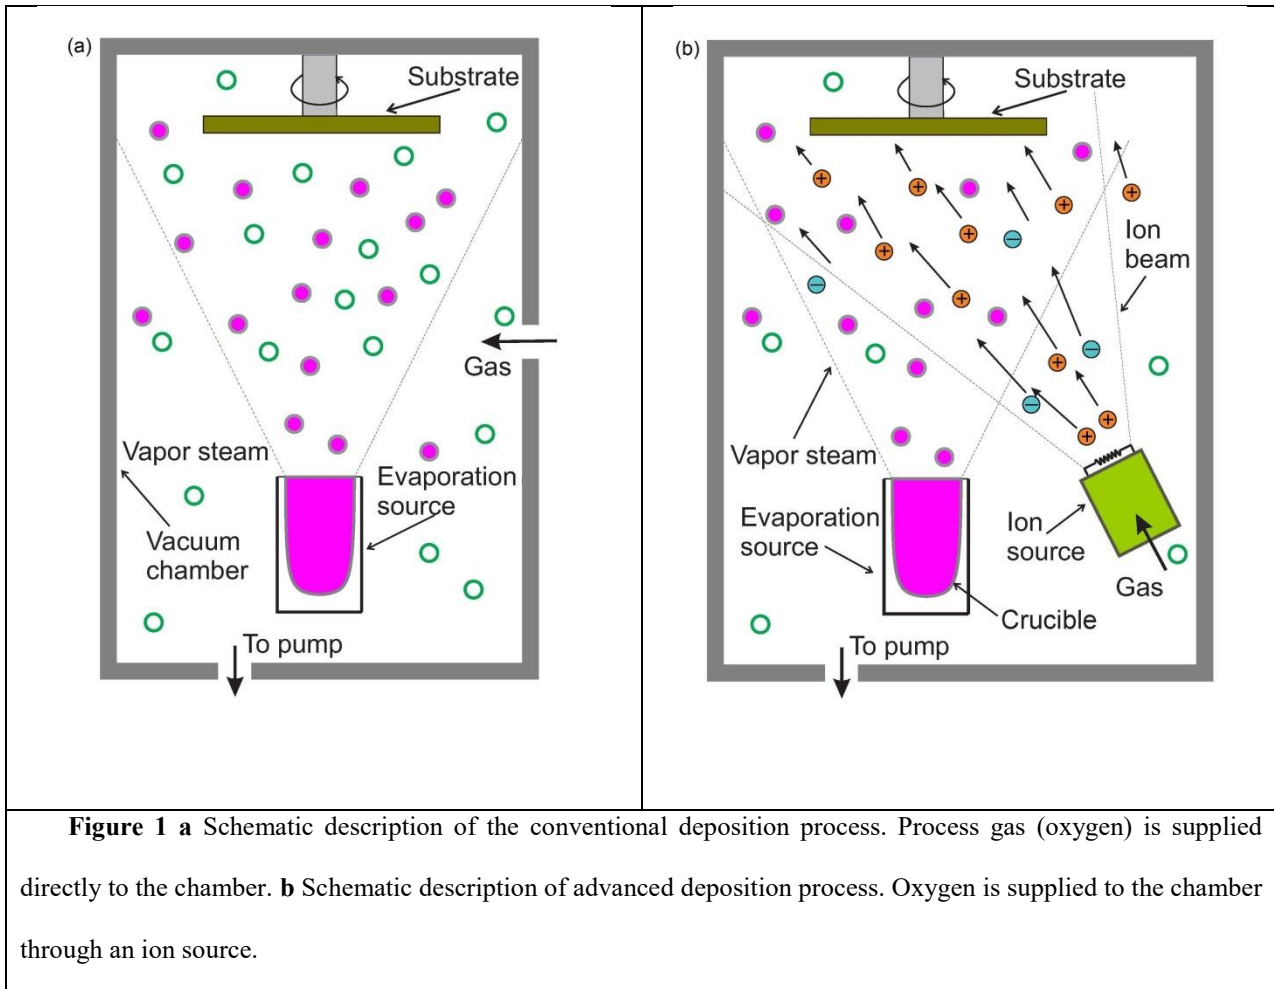 (a)
Substrate
Gas
Vapor steam
Evaporation
source
Vacuum
chamber
To pump
(b)
Substrate
Ion
beam
Vapor steam
Evaporation
source
Ion
source
Gas
Crucible
To pump
Figure 1 a Schematic description of the conventional deposition process. Process gas (oxygen) is supplied
directly to the chamber. b Schematic description of advanced deposition process. Oxygen is supplied to the chamber
through an ion source.